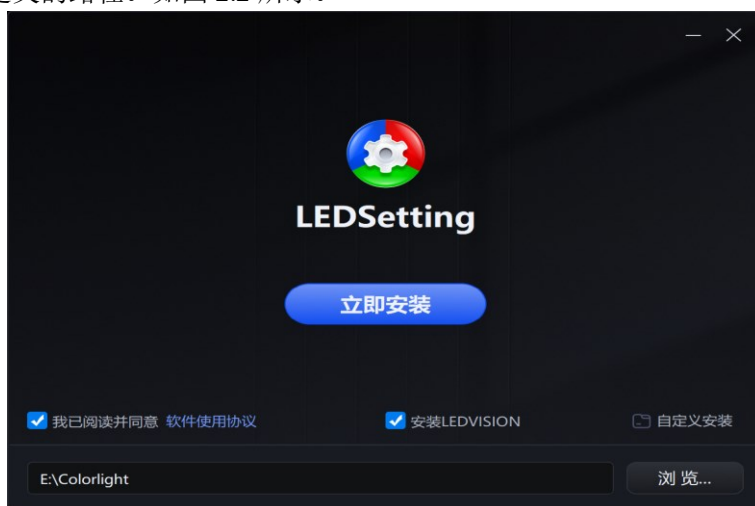 LEDSetting
立即安装
我已阅读并同意 软件使用协议
安装LEDVISION
自定义安装
E:\Colorlight
浏 览...